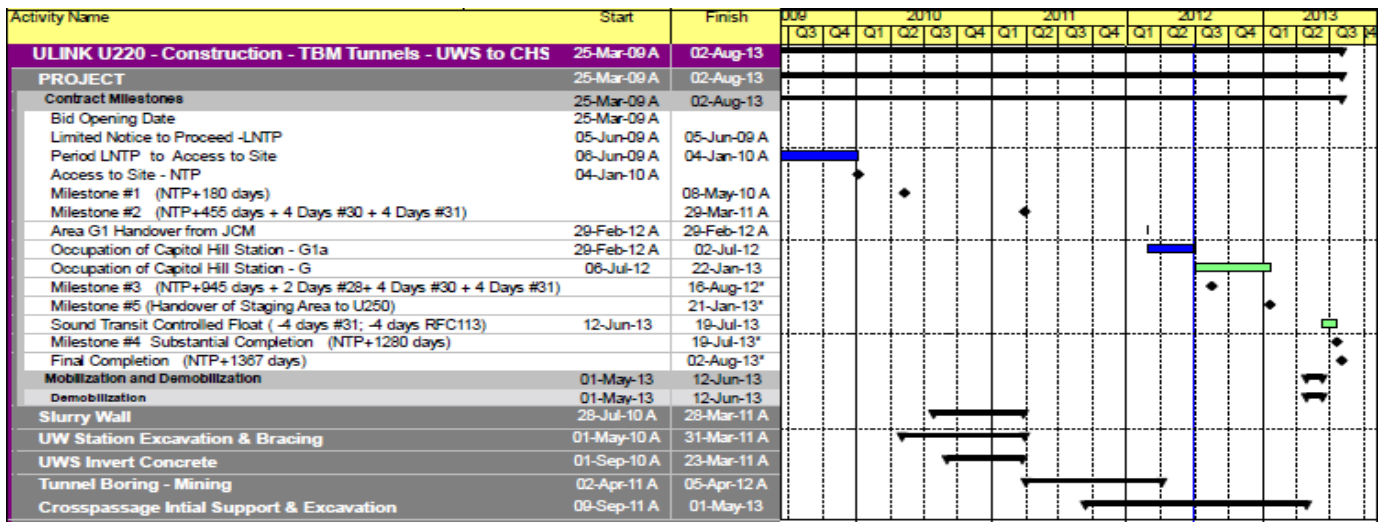 Activity Name Start Finish 009 2010 2011 2012 2013
Q3 Q4 Q1 Q2 Q3 Q4 Q1 Q2 Q3 Q4 Q1 Q2 Q3 Q4 Q1 Q2 Q3
ULINK U220 - Construction - TBM Tunnels - UWS to CHS 25-Mar-09 A 02-Aug-13
PROJECT 25-Mar-09 A 02-Aug-13
Contract Milestones 25-Mar-09 A 02-Aug-13
Bid Opening Date 25-Mar-09 A
Limited Notice to Proceed -LNTP 05-Jun-09 A 05-Jun-09 A
Period LNTP to Access to Site 06-Jun-09 A 04-Jan-10 A
Access to Site - NTP 04-Jan-10 A
Milestone #1 (NTP+180 days) 08-May-10 A
Milestone #2 (NTP+455 days + 4 Days #30 + 4 Days #31) 29-Mar-11 A
Area G1 Handover from JCM 29-Feb-12 A 29-Feb-12 A
Occupation of Capitol Hill Station - G1a 29-Feb-12 A 02-Jul-12
Occupation of Capitol Hill Station - G 06-Jul-12 22-Jan-13
Milestone #3 (NTP+945 days + 2 Days #28+ 4 Days #30 + 4 Days #31) 16-Aug-12*
Milestone #5 (Handover of Staging Area to U250) 21-Jan-13*
Sound Transit Controlled Float ( -4 days #31; -4 days RFC113) 12-Jun-13 19-Jul-13
Milestone #4 Substantial Completion (NTP+1280 days) 19-Jul-13*
Final Completion (NTP+1367 days) 02-Aug-13*
Mobilization and Demobilization 01-May-13 12-Jun-13
Demobilization 01-May-13 12-Jun-13
Slurry Wall 28-Jul-10 A 28-Mar-11 A
UW Station Excavation & Bracing 01-May-10 A 31-Mar-11 A
UWS Invert Concrete 01-Sep-10 A 23-Mar-11 A
Tunnel Boring - Mining 02-Apr-11 A 05-Apr-12 A
Crosspassage Intial Support & Excavation 09-Sep-11 A 01-May-13